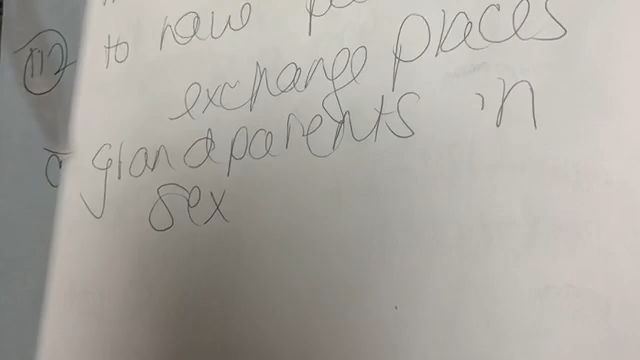 112 to have
exchange places
grandparents in
sex